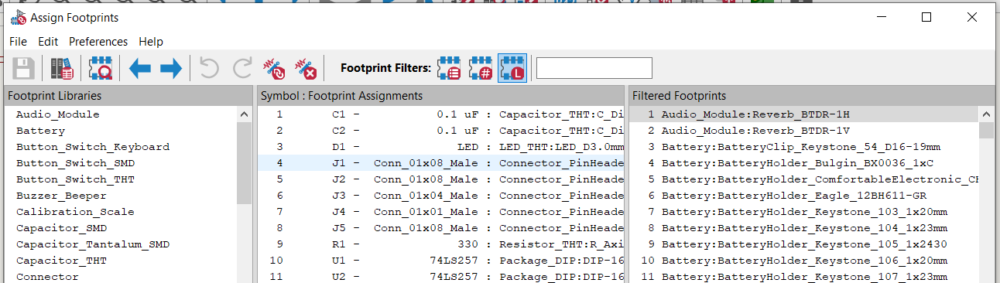 Assign Footprints
File Edit Preferences Help
Footprint Filters:
Footprint Libraries
Audio_Module
Battery
Button_Switch_Keyboard
Button_Switch_SMD
Button_Switch_THT
Buzzer_Beeper
Calibration_Scale
Capacitor_SMD
Capacitor_Tantalum_SMD
Capacitor_THT
Connector
Symbol : Footprint Assignments
1 C1 - 0.1 uF : Capacitor_THT:C_Di
2 C2 - 0.1 uF : Capacitor_THT:C_Di
3 D1 - LED : LED_THT:LED_D3.0mm
4 J1 - Conn_01x08_Male : Connector_PinHeade
5 J2 - Conn_01x08_Male : Connector_PinHeade
6 J3 - Conn_01x04_Male : Connector_PinHeade
7 J4 - Conn_01x01_Male : Connector_PinHeade
8 J5 - Conn_01x08_Male : Connector_PinHeade
9 R1 - 330 : Resistor_THT:R_Axi
10 U1 - 74LS257 : Package_DIP:DIP-16
11 U2 - 74LS257 : Package_DIP:DIP-16
Filtered Footprints
1 Audio_Module:Reverb_BTDR-1H
2 Audio_Module:Reverb_BTDR-1V
3 Battery:BatteryClip_Keystone_54_D16-19mm
4 Battery:BatteryHolder_Bulgin_BX0036_1xC
5 Battery:BatteryHolder_ComfortableElectronic_CH
6 Battery:BatteryHolder_Eagle_12BH611-GR
7 Battery:BatteryHolder_Keystone_103_1x20mm
8 Battery:BatteryHolder_Keystone_104_1x23mm
9 Battery:BatteryHolder_Keystone_105_1x2430
10 Battery:BatteryHolder_Keystone_106_1x20mm
11 Battery:BatteryHolder_Keystone_107_1x23mm